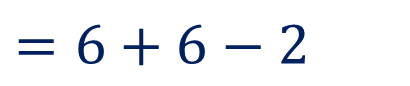 = 6 + 6 − 2